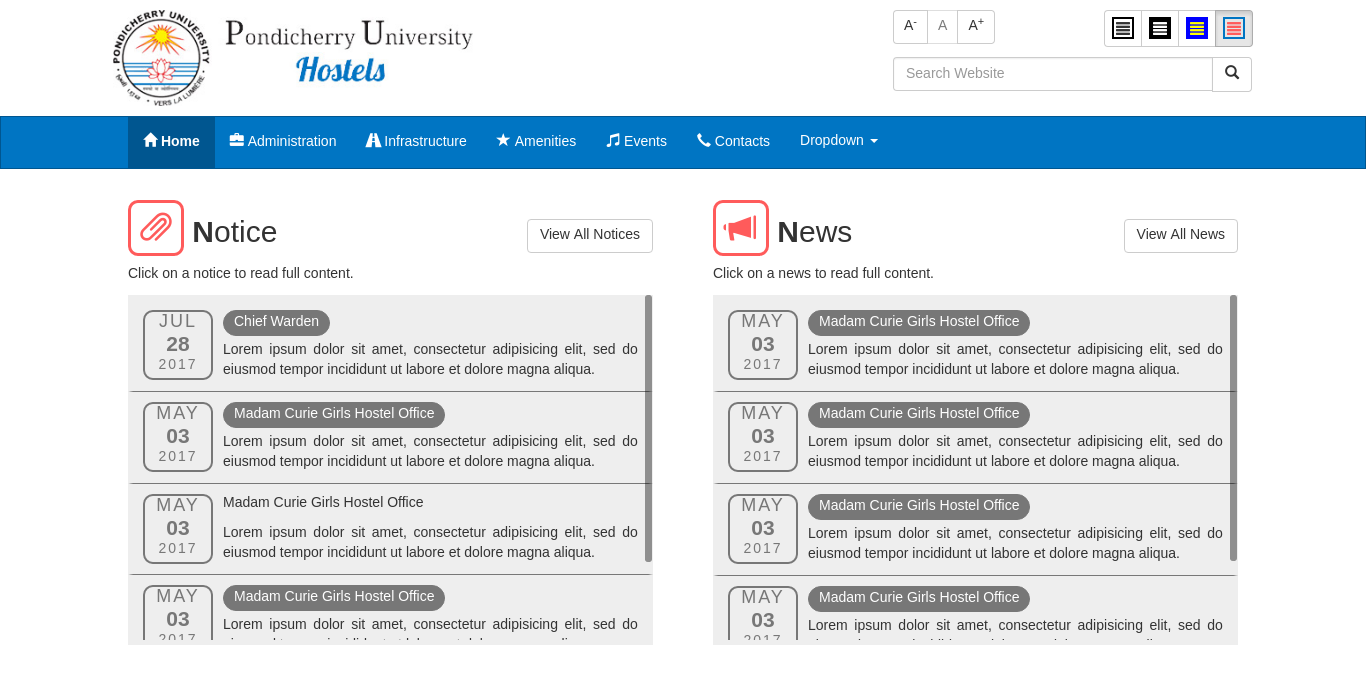 PONDICHERRY UNIVERSITY
VERS LA LUMIERE
Pondicherry University
Hostels
A- A A+
Search Website
Home Administration Infrastructure Amenities Events Contacts Dropdown
Notice
View All Notices
Click on a notice to read full content.
JUL
28
2017
Chief Warden
Lorem ipsum dolor sit amet, consectetur adipisicing elit, sed do
eiusmod tempor incididunt ut labore et dolore magna aliqua.
MAY
03
2017
Madam Curie Girls Hostel Office
Lorem ipsum dolor sit amet, consectetur adipisicing elit, sed do
eiusmod tempor incididunt ut labore et dolore magna aliqua.
MAY
03
2017
Madam Curie Girls Hostel Office
Lorem ipsum dolor sit amet, consectetur adipisicing elit, sed do
eiusmod tempor incididunt ut labore et dolore magna aliqua.
MAY
03
2017
Madam Curie Girls Hostel Office
Lorem ipsum dolor sit amet, consectetur adipisicing elit, sed do
News
View All News
Click on a news to read full content.
MAY
03
2017
Madam Curie Girls Hostel Office
Lorem ipsum dolor sit amet, consectetur adipisicing elit, sed do
eiusmod tempor incididunt ut labore et dolore magna aliqua.
MAY
03
2017
Madam Curie Girls Hostel Office
Lorem ipsum dolor sit amet, consectetur adipisicing elit, sed do
eiusmod tempor incididunt ut labore et dolore magna aliqua.
MAY
03
2017
Madam Curie Girls Hostel Office
Lorem ipsum dolor sit amet, consectetur adipisicing elit, sed do
eiusmod tempor incididunt ut labore et dolore magna aliqua.
MAY
03
2017
Madam Curie Girls Hostel Office
Lorem ipsum dolor sit amet, consectetur adipisicing elit, sed do